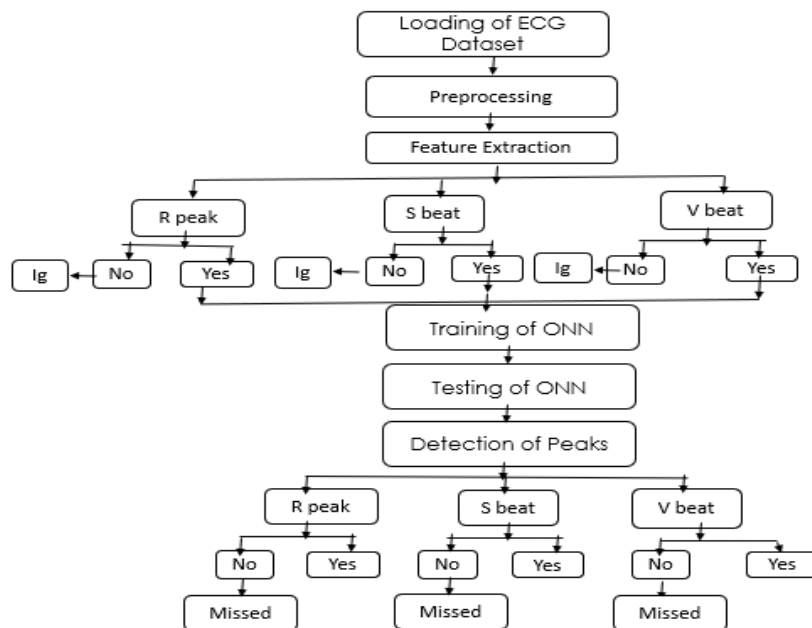 Loading of ECG
Dataset
Preprocessing
Feature Extraction
R peak
S beat
V beat
Ig
No
Yes
Ig
No
Yes
Ig
No
Yes
Training of ONN
Testing of ONN
Detection of Peaks
R peak
S beat
V beat
No
Yes
No
Yes
No
Yes
Missed
Missed
Missed